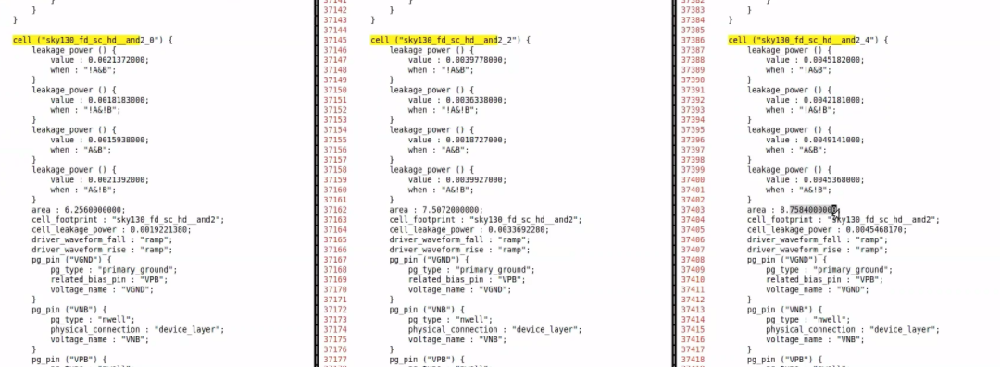 }
}
cell ("sky130_fd_sc_hd__and2_0") {
leakage_power () {
value : 0.0021372000;
when : "!A&B";
}
leakage_power () {
value : 0.0018183000;
when : "!A&!B";
}
leakage_power () {
value : 0.0015938000;
when : "A&B";
}
leakage_power () {
value : 0.0021392000;
when : "A&!B";
}
area : 6.2560000000;
cell_footprint : "sky130_fd_sc_hd__and2";
cell_leakage_power : 0.0019221380;
driver_waveform_fall : "ramp";
driver_waveform_rise : "ramp";
pg_pin ("VGND") {
pg_type : "primary_ground";
related_bias_pin : "VPB";
voltage_name : "VGND";
}
pg_pin ("VNB") {
pg_type : "nwell";
physical_connection : "device_layer";
voltage_name : "VNB";
}
pg_pin ("VPB") {
37142 }
37143 }
37144
37145 cell ("sky130_fd_sc_hd__and2_2") {
37146 leakage_power () {
37147 value : 0.0039778000;
37148 when : "!A&B";
37149 }
37150 leakage_power () {
37151 value : 0.0036338000;
37152 when : "!A&!B";
37153 }
37154 leakage_power () {
37155 value : 0.0018727000;
37156 when : "A&B";
37157 }
37158 leakage_power () {
37159 value : 0.0039927000;
37160 when : "A&!B";
37161 }
37162 area : 7.5072000000;
37163 cell_footprint : "sky130_fd_sc_hd__and2";
37164 cell_leakage_power : 0.0033692280;
37165 driver_waveform_fall : "ramp";
37166 driver_waveform_rise : "ramp";
37167 pg_pin ("VGND") {
37168 pg_type : "primary_ground";
37169 related_bias_pin : "VPB";
37170 voltage_name : "VGND";
37171 }
37172 pg_pin ("VNB") {
37173 pg_type : "nwell";
37174 physical_connection : "device_layer";
37175 voltage_name : "VNB";
37176 }
37177 pg_pin ("VPB") {
37383 }
37384 }
37385
37386 cell ("sky130_fd_sc_hd__and2_4") {
37387 leakage_power () {
37388 value : 0.0045182000;
37389 when : "!A&B";
37390 }
37391 leakage_power () {
37392 value : 0.0042181000;
37393 when : "!A&!B";
37394 }
37395 leakage_power () {
37396 value : 0.0049141000;
37397 when : "A&B";
37398 }
37399 leakage_power () {
37400 value : 0.0045368000;
37401 when : "A&!B";
37402 }
37403 area : 8.7584000000
37404 cell_footprint : "sky130_fd_sc_hd__and2";
37405 cell_leakage_power : 0.0045468170;
37406 driver_waveform_fall : "ramp";
37407 driver_waveform_rise : "ramp";
37408 pg_pin ("VGND") {
37409 pg_type : "primary_ground";
37410 related_bias_pin : "VPB";
37411 voltage_name : "VGND";
37412 }
37413 pg_pin ("VNB") {
37414 pg_type : "nwell";
37415 physical_connection : "device_layer";
37416 voltage_name : "VNB";
37417 }
37418 pg_pin ("VPB") {